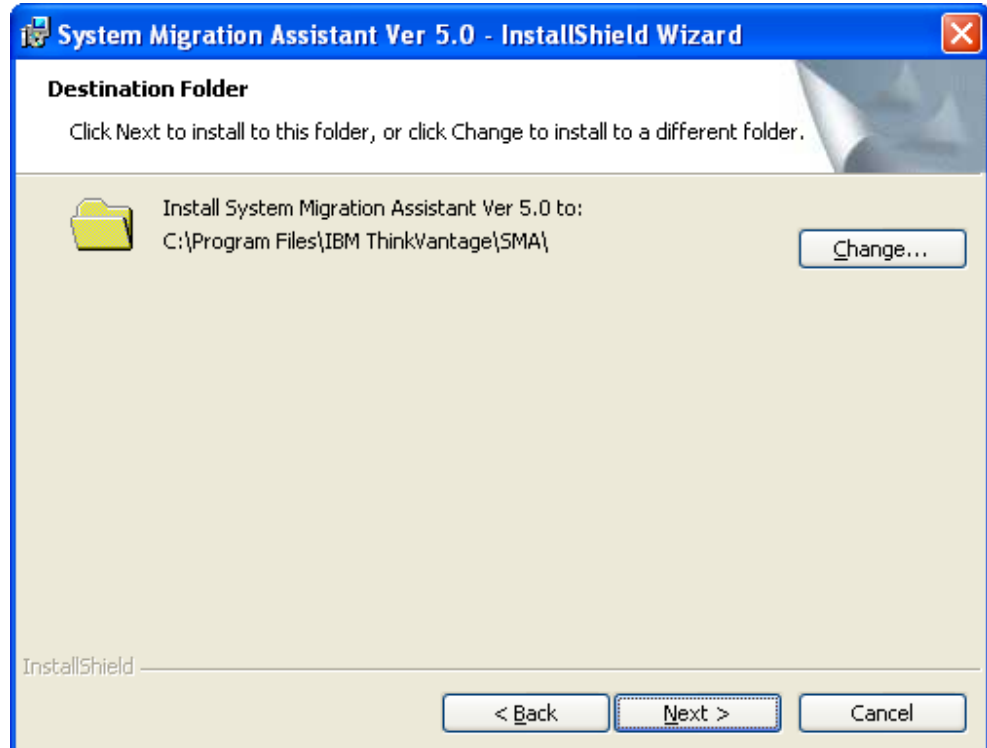 System Migration Assistant Ver 5.0 - InstallShield Wizard
Destination Folder
Click Next to install to this folder, or click Change to install to a different folder.
Install System Migration Assistant Ver 5.0 to:
C:\Program Files\IBM ThinkVantage\SMA\
Change...
InstallShield
< Back
Next >
Cancel